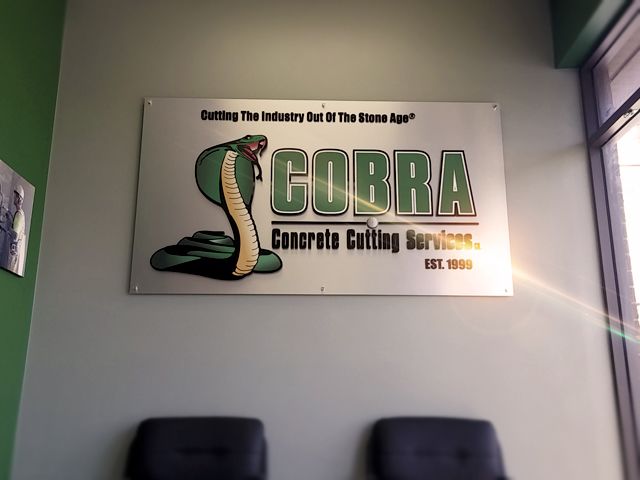 Cutting The Industry Out Of The Stone Age®
COBRA
Concrete Cutting Services
EST. 1999